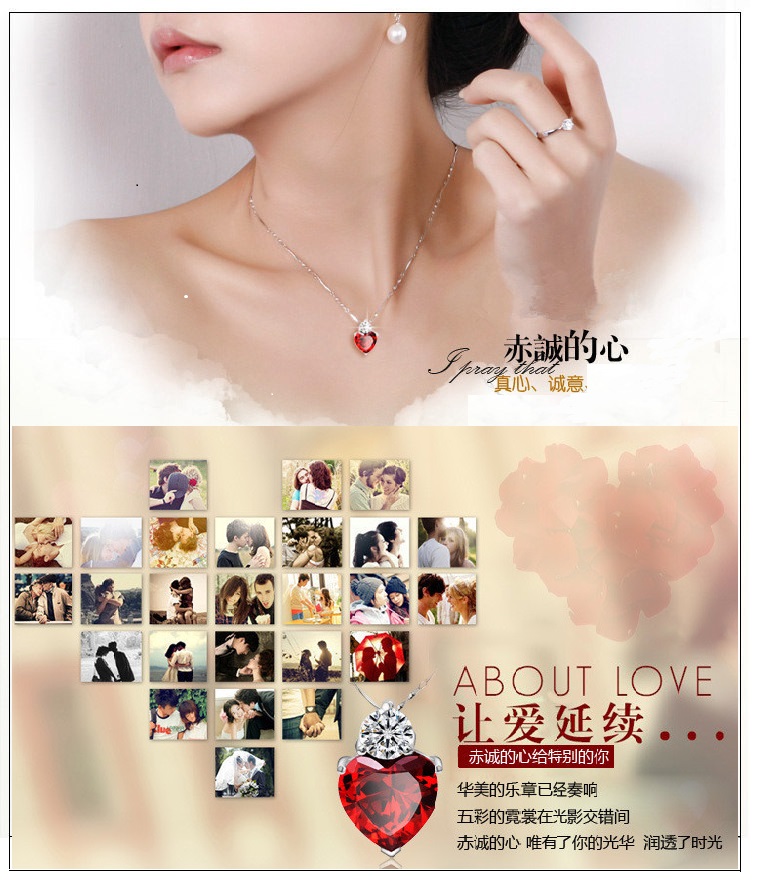 赤誠的心
I pray that
真心、诚意
ABOUT LOVE
让爱延续...
赤诚的心给特别的你
华美的乐章已经奏响
五彩的霓裳在光影交错间
赤诚的心 唯有了你的光华 润透了时光